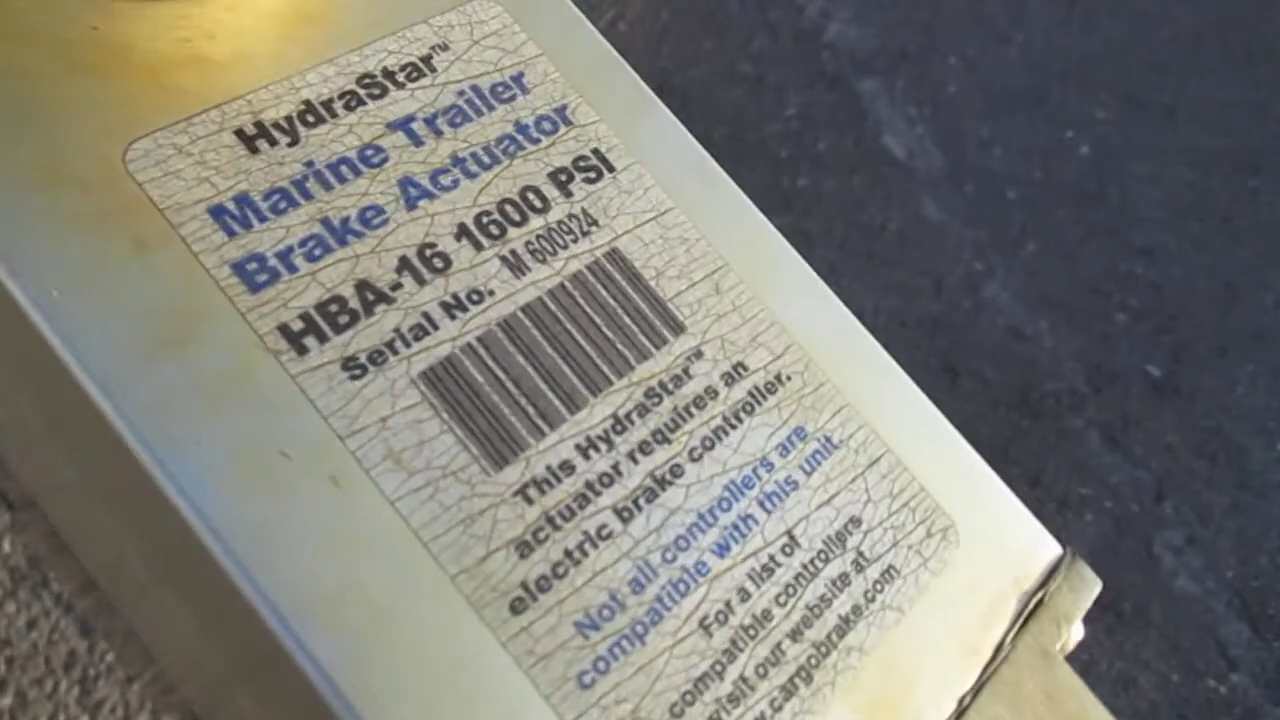 HydraStar™
Marine Trailer
Brake Actuator
HBA-16 1600 PSI
Serial No. M 600924
This HydraStar™
actuator requires an
electric brake controller.
Not all controllers are
compatible with this unit.
For a list of
compatible controllers
visit our website at
.cargobrake.com